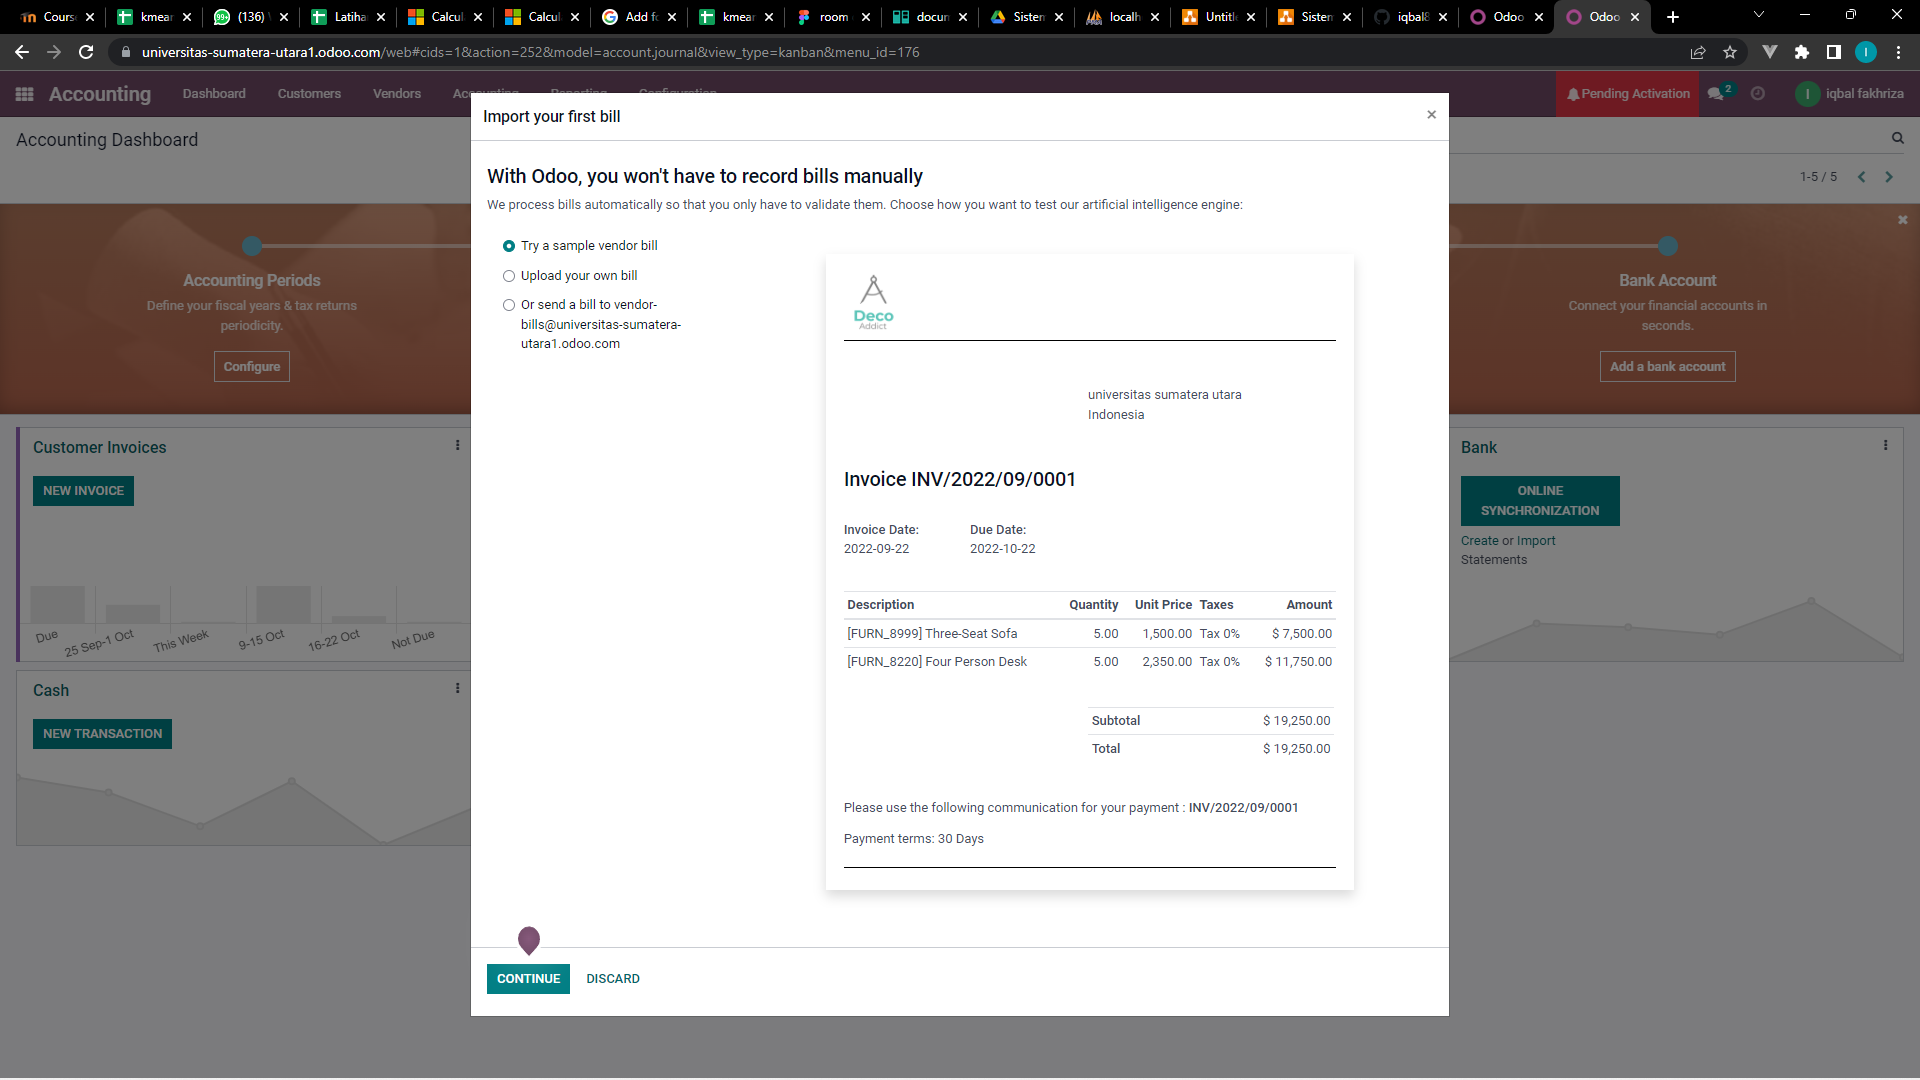 Cours
kmear
(136)
Latiha
Calcul
Calcul
Add fo
kmear
room
docum
Sistem
localh
Untitl
Sistem
iqbal8
Odoo
Odoo
universitas-sumatera-utara1.odoo.com/web#cids=1&action=252&model=account.journal&view_type=kanban&menu_id=176
Accounting
Dashboard
Customers
Vendors
Accounting
Reporting
Configuration
Pending Activation
2
I
iqbal fakhriza
Accounting Dashboard
1-5 / 5
Import your first bill
×
With Odoo, you won't have to record bills manually
We process bills automatically so that you only have to validate them. Choose how you want to test our artificial intelligence engine:
Try a sample vendor bill
Upload your own bill
Or send a bill to vendor-
bills@universitas-sumatera-
utara1.odoo.com
Deco
Addict
universitas sumatera utara
Indonesia
Invoice INV/2022/09/0001
Invoice Date: Due Date:
2022-09-22 2022-10-22
Description Quantity Unit Price Taxes Amount
[FURN_8999] Three-Seat Sofa 5.00 1,500.00 Tax 0% $ 7,500.00
[FURN_8220] Four Person Desk 5.00 2,350.00 Tax 0% $ 11,750.00
Subtotal $ 19,250.00
Total $ 19,250.00
Please use the following communication for your payment : INV/2022/09/0001
Payment terms: 30 Days
CONTINUE
DISCARD
Accounting Periods
Define your fiscal years & tax returns
periodicity.
Configure
Bank Account
Connect your financial accounts in
seconds.
Add a bank account
Customer Invoices
NEW INVOICE
Due
25 Sep-1 Oct
This Week
9-15 Oct
16-22 Oct
Not Due
Bank
ONLINE
SYNCHRONIZATION
Create or Import
Statements
Cash
NEW TRANSACTION